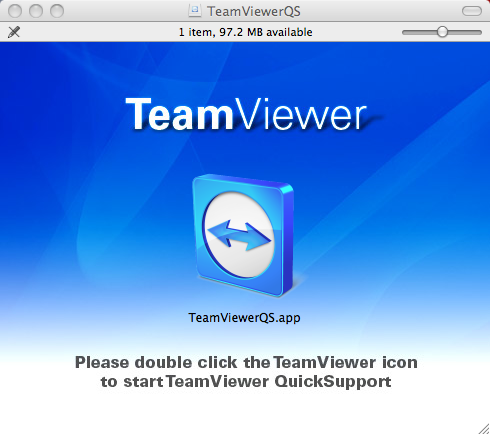 TeamViewerQS
1 item, 97.2 MB available
TeamViewer
TeamViewerQS.app
Please double click the TeamViewer icon
to start TeamViewer QuickSupport